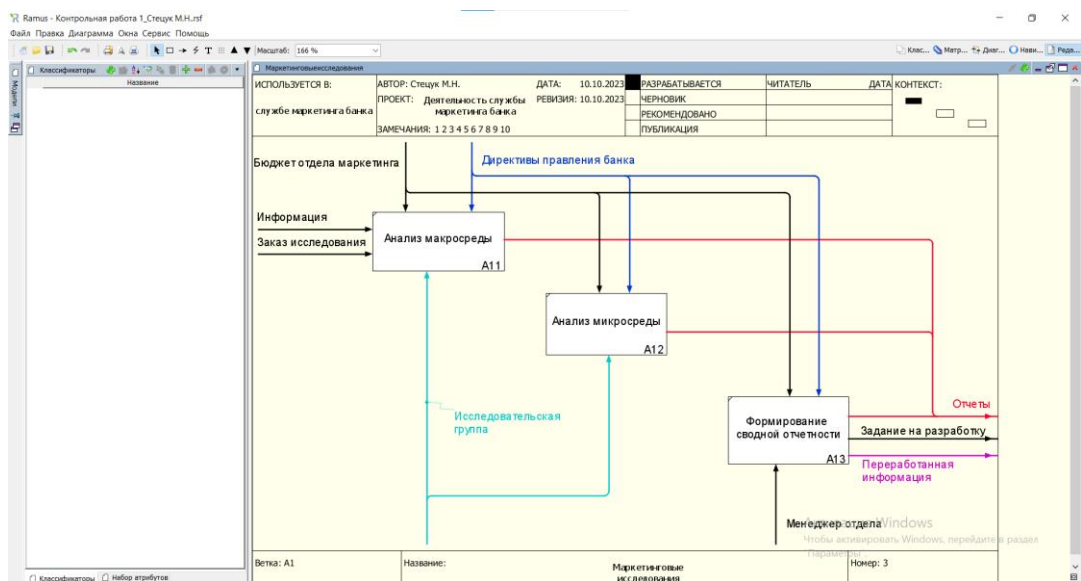 Ramus - Контрольная работа 1_Стецук М.Н..rsf
Файл Правка Диаграмма Окна Сервис Помощь
Масштаб: 166 %
Клас... Матр... Диаг... Нави... Реда...
Модели
Классификаторы
Название
Маркетинговыеисследования
ИСПОЛЬЗУЕТСЯ В:
службе маркетинга банка
АВТОР: Стецук М.Н.
ДАТА: 10.10.2023
ПРОЕКТ: Деятельность службы
маркетинга банка
РЕВИЗИЯ: 10.10.2023
ЗАМЕЧАНИЯ: 1 2 3 4 5 6 7 8 9 10
РАЗРАБАТЫВАЕТСЯ
ЧЕРНОВИК
РЕКОМЕНДОВАНО
ПУБЛИКАЦИЯ
ЧИТАТЕЛЬ
ДАТА
КОНТЕКСТ:
Бюджет отдела маркетинга
Директивы правления банка
Информация
Заказ исследования
Анализ макросреды
A11
Анализ микросреды
A12
Исследовательская
группа
Формирование
сводной отчетности
A13
Отчеты
Задание на разработку
Переработанная
информация
Менеджер отдела
Windows
Чтобы активировать Windows, перейдите в раздел
"Параметры".
Ветка: A1
Название:
Маркетинговые
исследования
Номер: 3
Классификаторы
Набор атрибутов